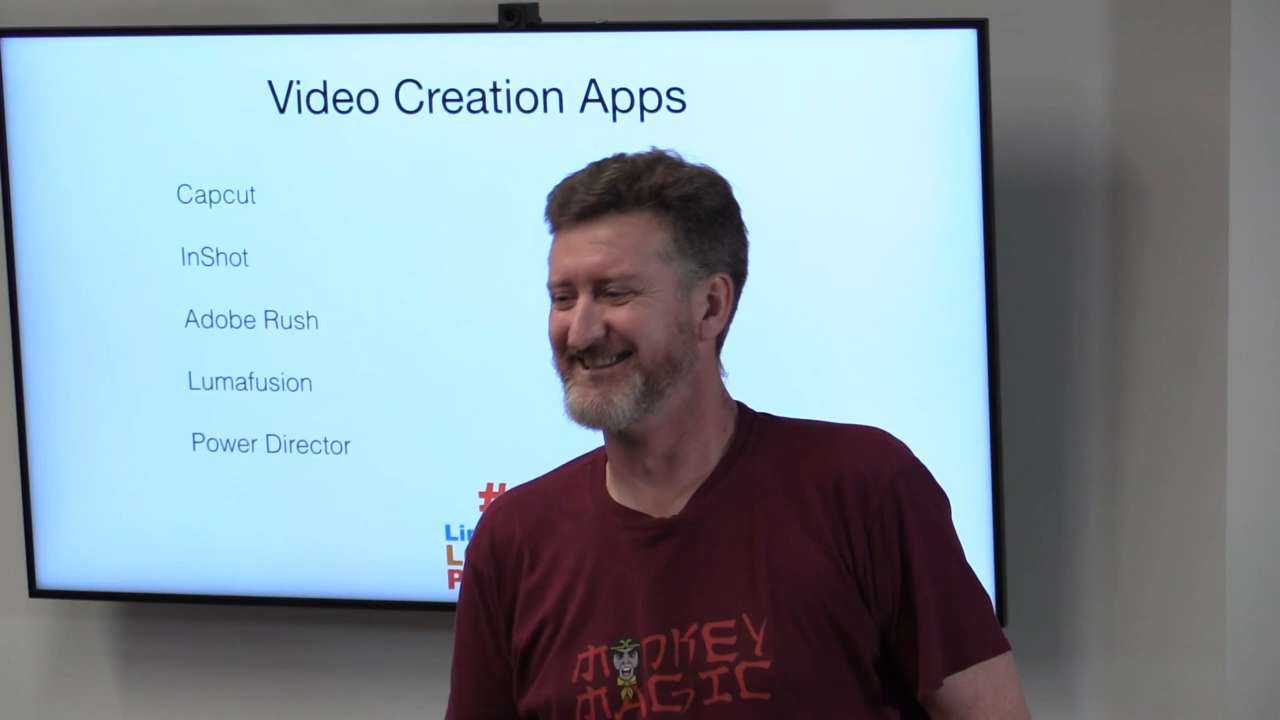 Video Creation Apps
Capcut
InShot
Adobe Rush
Lumafusion
Power Director
#
MONKEY
MAGIC